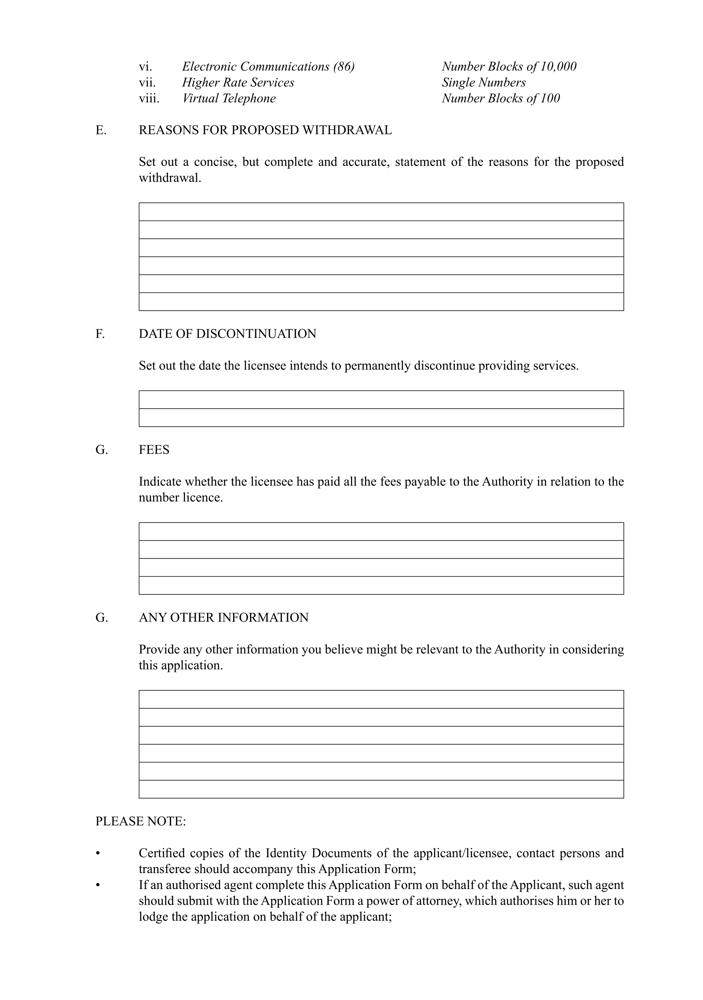 vi. Electronic Communications (86) Number Blocks of 10,000
vii. Higher Rate Services Single Numbers
viii. Virtual Telephone Number Blocks of 100
E. REASONS FOR PROPOSED WITHDRAWAL
Set out a concise, but complete and accurate, statement of the reasons for the proposed
withdrawal.
F. DATE OF DISCONTINUATION
Set out the date the licensee intends to permanently discontinue providing services.
G. FEES
Indicate whether the licensee has paid all the fees payable to the Authority in relation to the
number licence.
G. ANY OTHER INFORMATION
Provide any other information you believe might be relevant to the Authority in considering
this application.
PLEASE NOTE:
• Certified copies of the Identity Documents of the applicant/licensee, contact persons and
transferee should accompany this Application Form;
• If an authorised agent complete this Application Form on behalf of the Applicant, such agent
should submit with the Application Form a power of attorney, which authorises him or her to
lodge the application on behalf of the applicant;